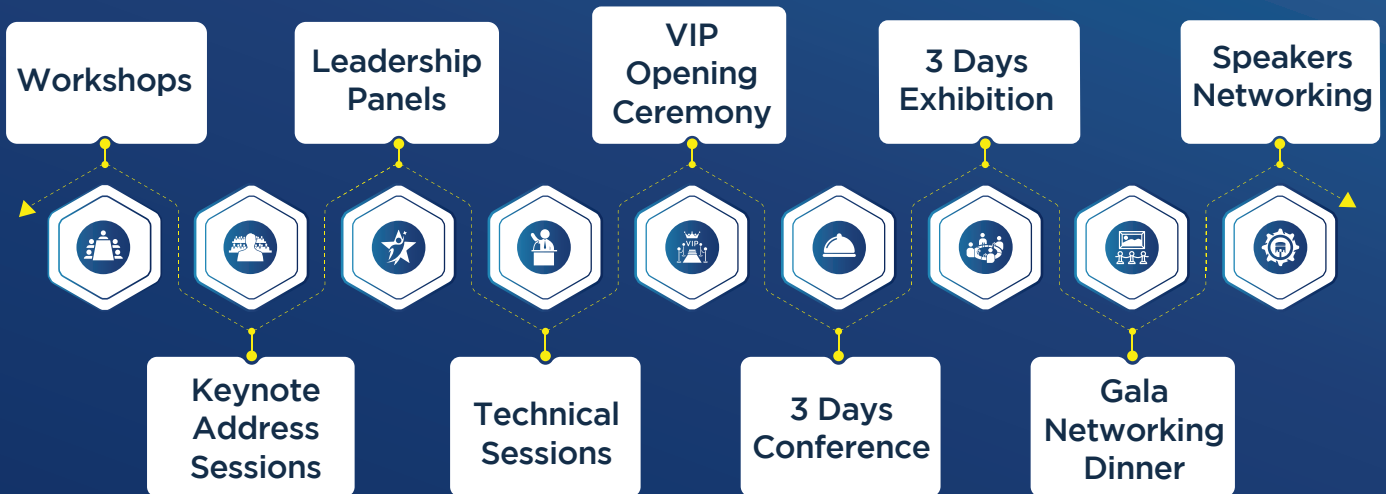 Workshops
Leadership
Panels
VIP
Opening
Ceremony
3 Days
Exhibition
Speakers
Networking
VIP
Keynote
Address
Sessions
Technical
Sessions
3 Days
Conference
Gala
Networking
Dinner